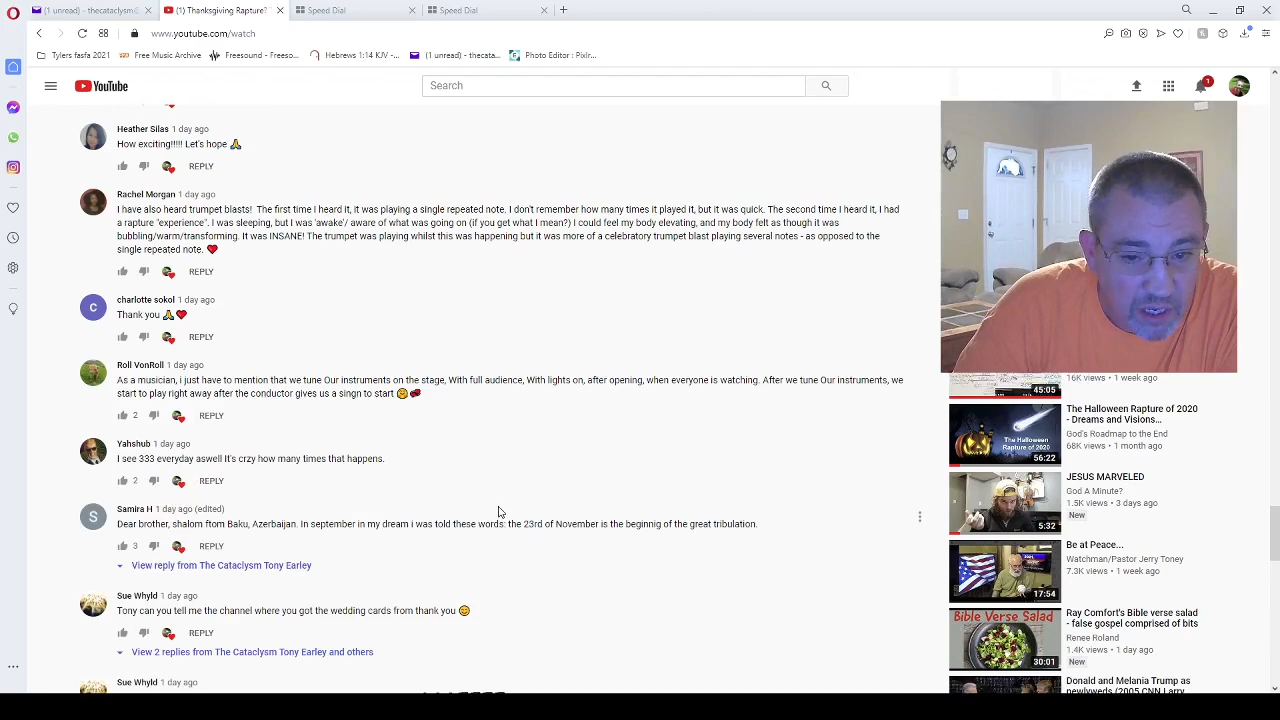 (1 unread) - thecataclysm@
(1) Thanksgiving Rapture?
Speed Dial
Speed Dial
www.youtube.com/watch
Tylers fasfa 2021
Free Music Archive
Freesound - Freeso...
Hebrews 1:14 KJV -...
(1 unread) - thecata...
Photo Editor : Pixlr...
YouTube
Search
1
Heather Silas 1 day ago
How exciting!!!!! Let's hope 🙏
REPLY
Rachel Morgan 1 day ago
I have also heard trumpet blasts! The first time I heard it, it was playing a single repeated note, I don't remember how many times it played it, but it was quick. The second time I heard it, I had
a rapture "experience". I was sleeping, but I was 'awake'/ aware of what was going on (if you get what I mean?) I could feel my body elevating, and my body felt as though it was
bubbling/warm/transforming. It was INSANE! The trumpet was playing whilst this was happening but it was more of a celebratory trumpet blast playing several notes - as opposed to the
single repeated note. ❤️
REPLY
charlotte sokol 1 day ago
Thank you 🙏❤️
REPLY
Roll VonRoll 1 day ago
As a musician, i just have to mention that we tune Our instruments on the stage, With full audience, With lights on, after opening, when everyone is watching. After we tune Our instruments, we
start to play right away after the conductor gives us a sign to start
2
REPLY
Yahshub 1 day ago
I see 333 everyday aswell It's crzy how many times that happens.
2
REPLY
S
Samira H 1 day ago (edited)
Dear brother, shalom ftom Baku, Azerbaijan. In september in my dream i was told these words: the 23rd of November is the beginnig of the great tribulation.
3
REPLY
View reply from The Cataclysm Tony Earley
Sue Whyld 1 day ago
Tony can you tell me the channel where you got the wedding cards from thank you 😊
REPLY
View 2 replies from The Cataclysm Tony Earley and others
Sue Whyld 1 day ago
16K views • 1 week ago
45:05
The Halloween Rapture of 2020
- Dreams and Visions...
God's Roadmap to the End
68K views • 1 month ago
The Halloween
Rapture of 2020
56:22
JESUS MARVELED
God A Minute?
1.5K views • 3 days ago
New
5:32
Be at Peace...
Watchman/Pastor Jerry Toney
7.3K views • 1 week ago
17:54
Ray Comfort's Bible verse salad
- false gospel comprised of bits
Renee Roland
1.4K views • 1 day ago
New
Bible Verse Salad
30:01
Donald and Melania Trump as
newlyweds (2005 CNN Larry